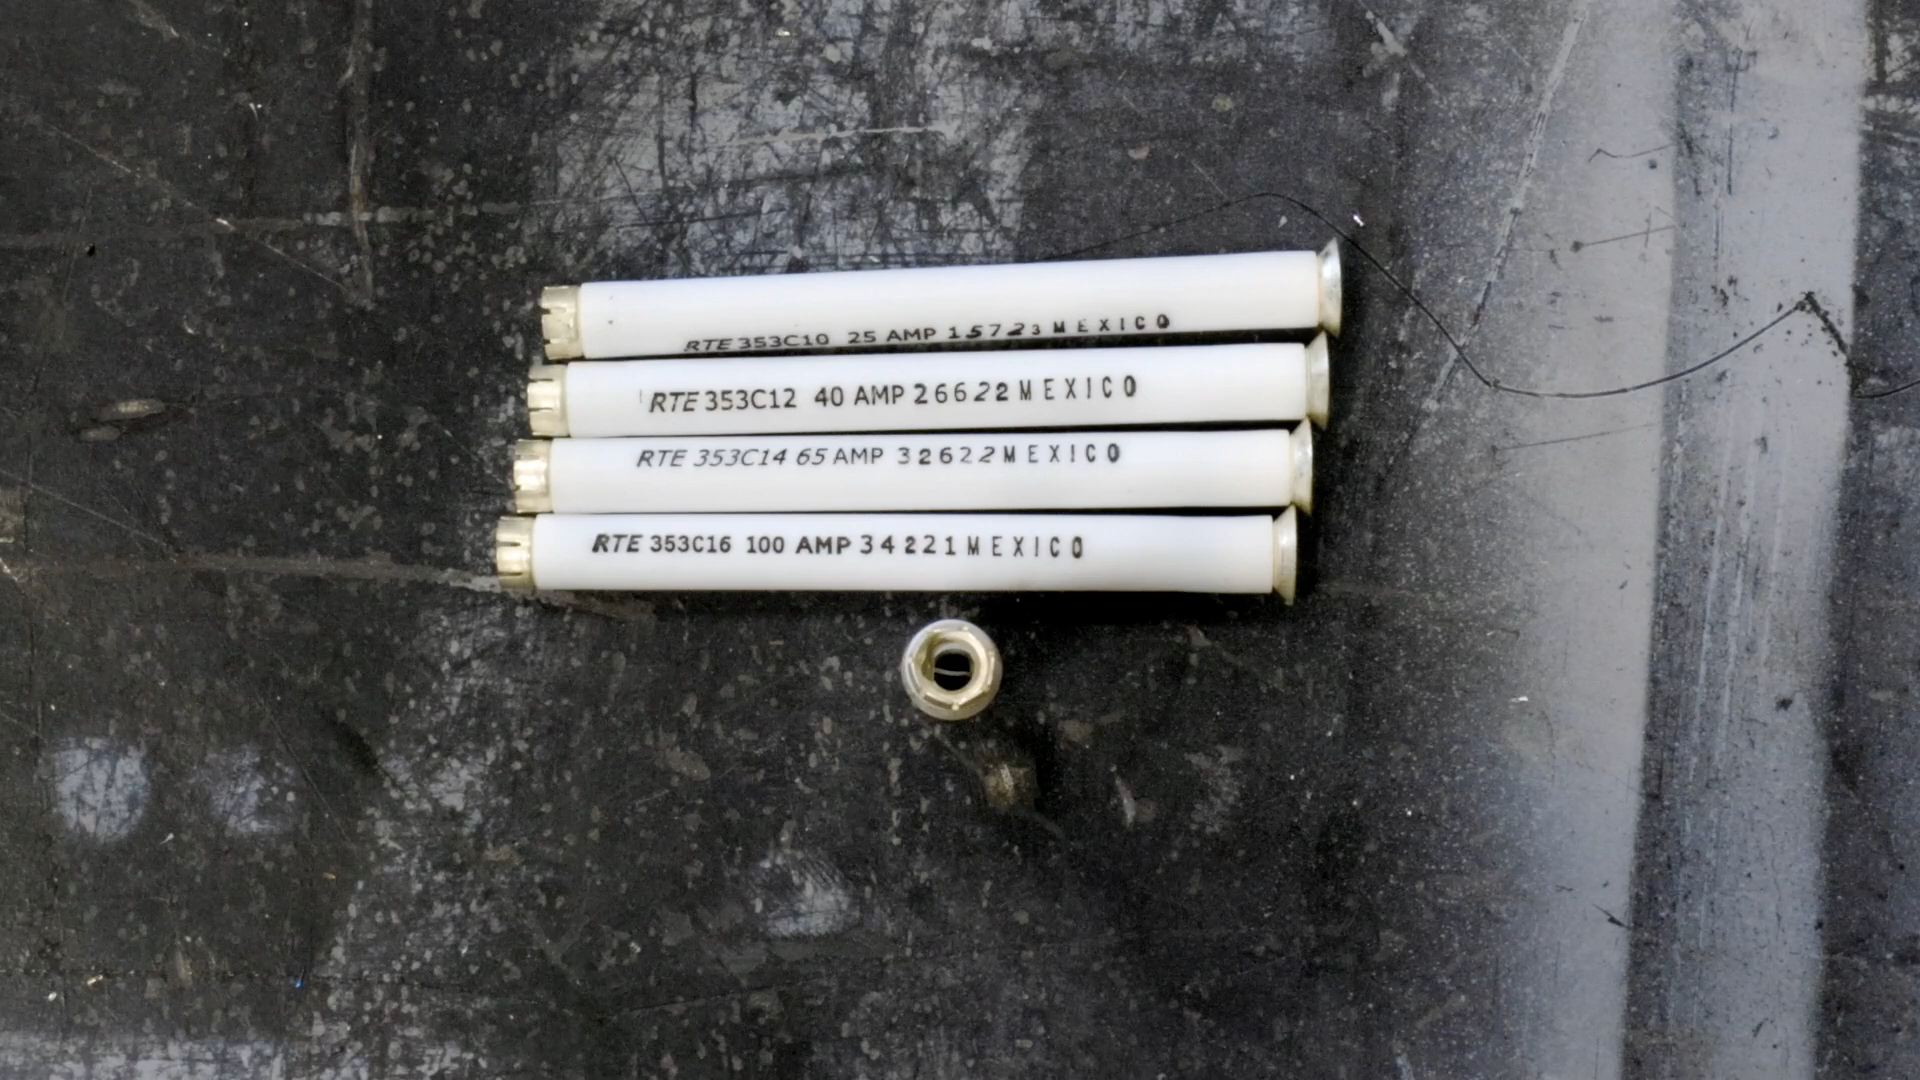 RTE 353C10 25 AMP 15723 MEXICO
RTE 353C12 40 AMP 26622 MEXICO
RTE 353C14 65 AMP 32622 MEXICO
RTE 353C16 100 AMP 34221 MEXICO